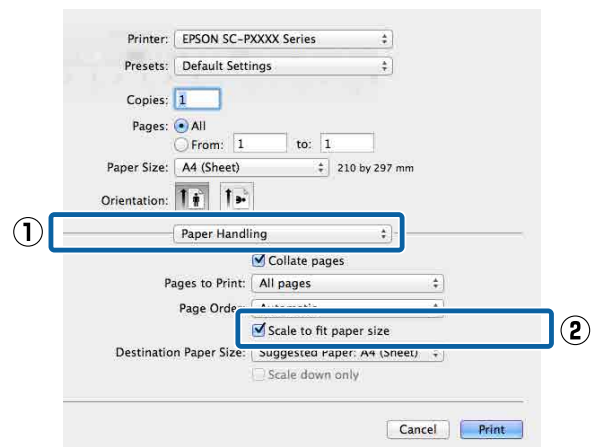 Printer: EPSON SC-PXXXX Series
Presets: Default Settings
Copies: 1
Pages: All
From: 1 to: 1
Paper Size: A4 (Sheet) 210 by 297 mm
Orientation:
① Paper Handling
Collate pages
Pages to Print: All pages
Page Order: Automatic
Scale to fit paper size ②
Destination Paper Size: Suggested Paper: A4 (Sheet)
Scale down only
Cancel Print